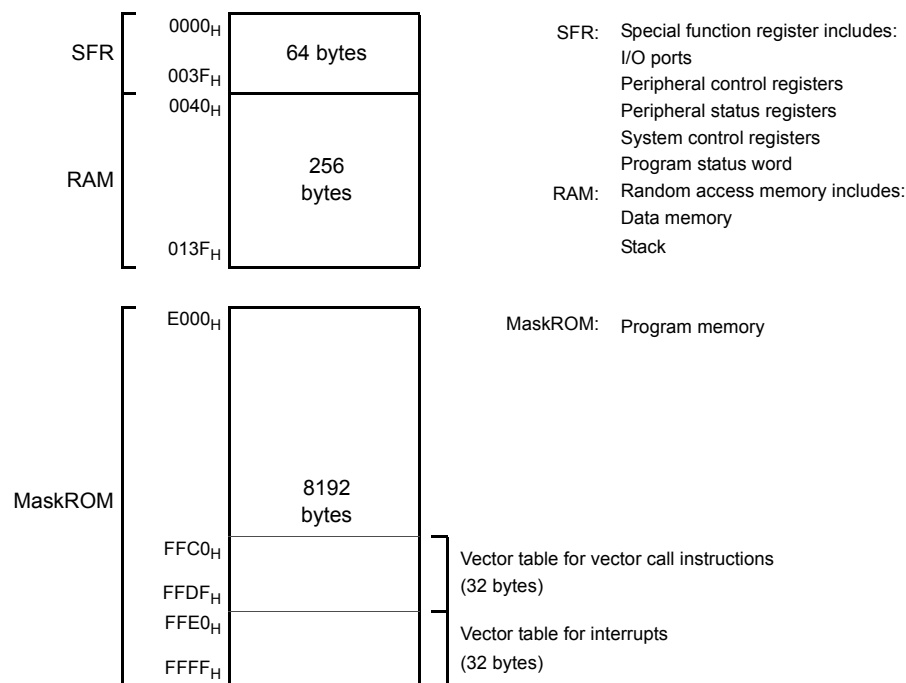 SFR
0000H
003FH
64 bytes
RAM
0040H
013FH
256
bytes
SFR: Special function register includes:
I/O ports
Peripheral control registers
Peripheral status registers
System control registers
Program status word
RAM: Random access memory includes:
Data memory
Stack
MaskROM
E000H
8192
bytes
MaskROM: Program memory
FFC0H
FFDFH
Vector table for vector call instructions
(32 bytes)
FFE0H
FFFFH
Vector table for interrupts
(32 bytes)